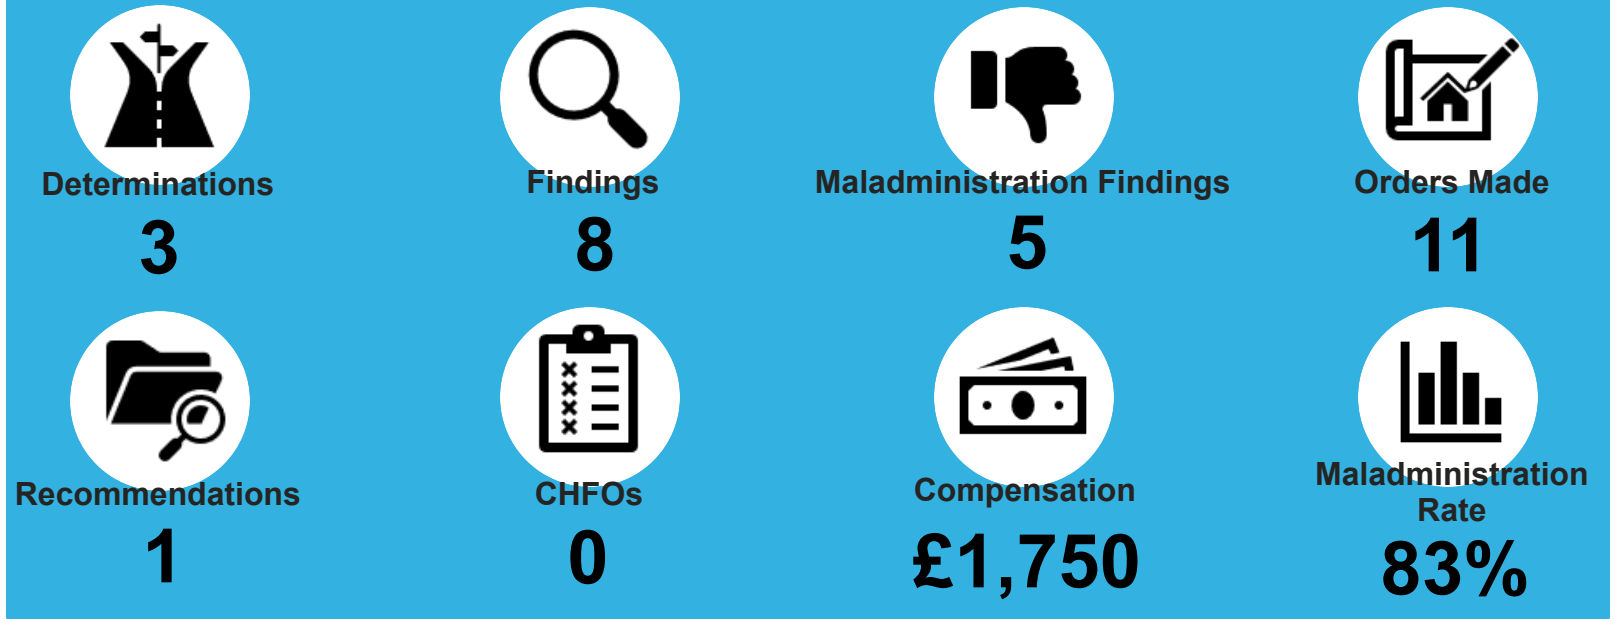 Determinations
3
Findings
8
Maladministration Findings
5
Orders Made
11
Recommendations
1
CHFOs
0
Compensation
£1,750
Maladministration
Rate
83%